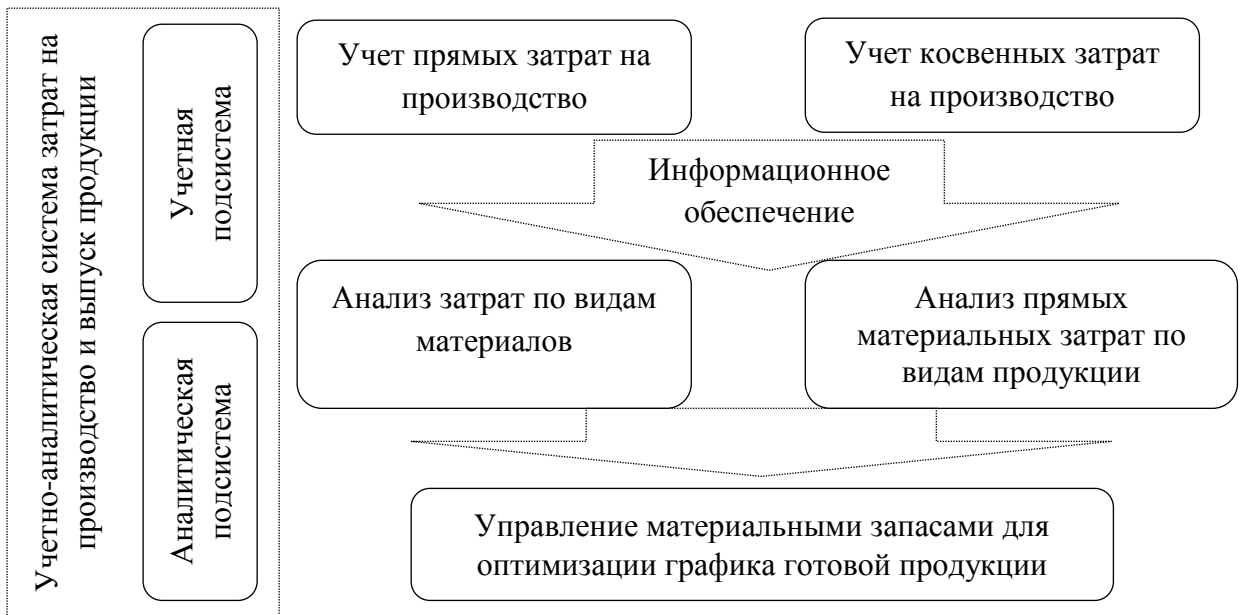 Учетно-аналитическая система затрат на
производство и выпуск продукции
Учетная
подсистема
Аналитическая
подсистема
Учет прямых затрат на
производство
Учет косвенных затрат
на производство
Информационное
обеспечение
Анализ затрат по видам
материалов
Анализ прямых
материальных затрат по
видам продукции
Управление материальными запасами для
оптимизации графика готовой продукции